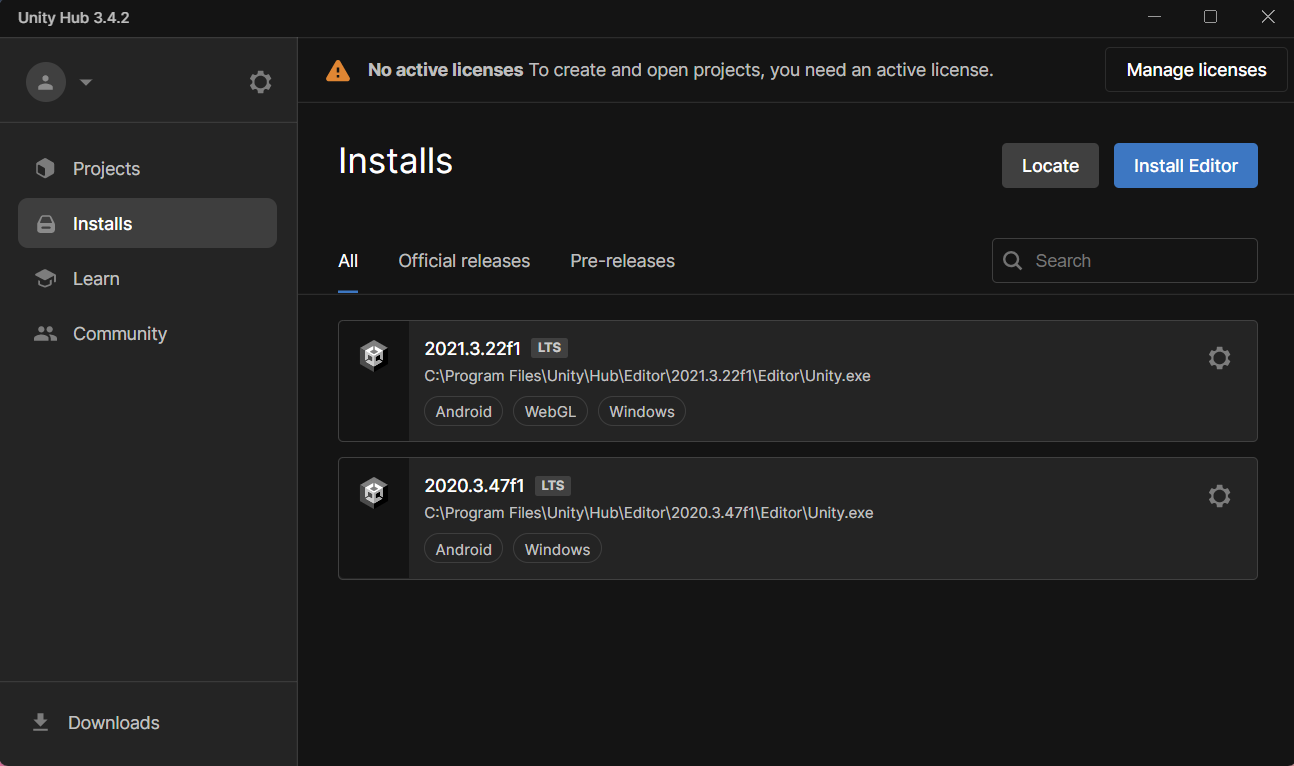 Unity Hub 3.4.2
No active licenses To create and open projects, you need an active license.
Manage licenses
Projects
Installs
Learn
Community
Downloads
Installs
Locate
Install Editor
All
Official releases
Pre-releases
Search
2021.3.22f1 LTS
C:\Program Files\Unity\Hub\Editor\2021.3.22f1\Editor\Unity.exe
Android WebGL Windows
2020.3.47f1 LTS
C:\Program Files\Unity\Hub\Editor\2020.3.47f1\Editor\Unity.exe
Android Windows